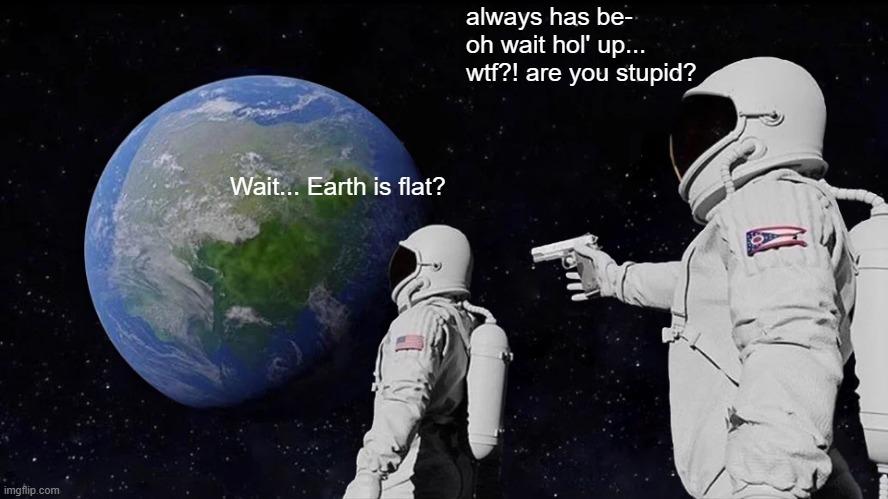 always has be-
oh wait hol' up...
wtf?! are you stupid?
Wait... Earth is flat?
imgflip.com